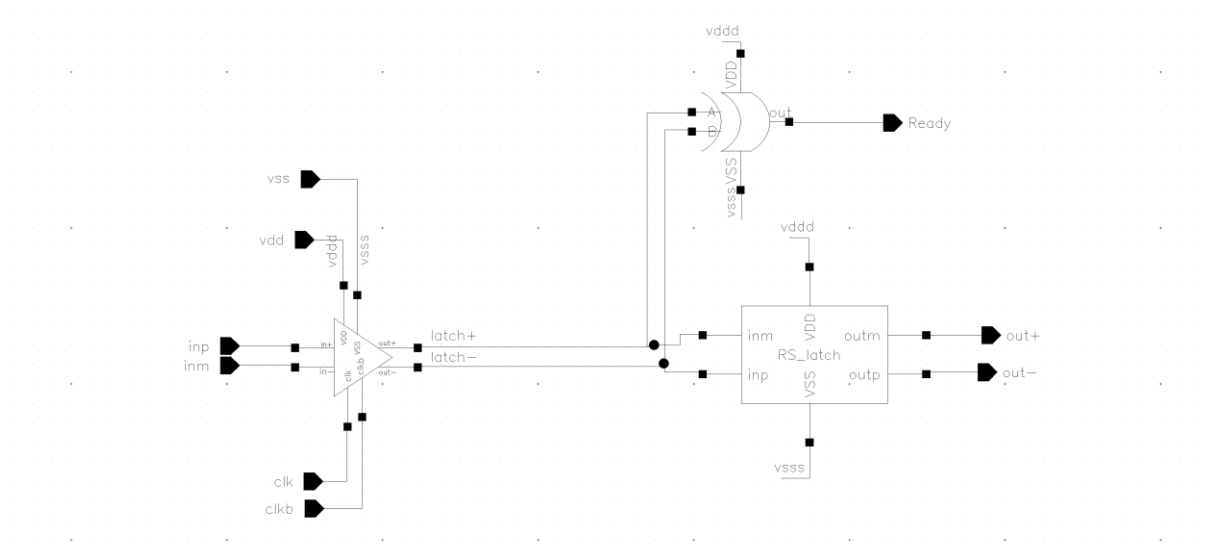 vddd
VDD
A
out
B
Ready
VSS
vsss
vss
vdd
vddd
vsss
vddd
inp
inm
in+
in-
VDD
VSS
clk
clkb
out+
out-
latch+
latch-
inm
VDD
outm
RS_latch
inp
VSS
outp
out+
out-
vsss
clk
clkb